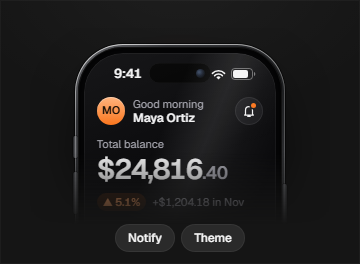 9:41
MO
Good morning
Maya Ortiz
Total balance
$24,816.40
▲ 5.1% +$1,204.18 in Nov
Notify Theme